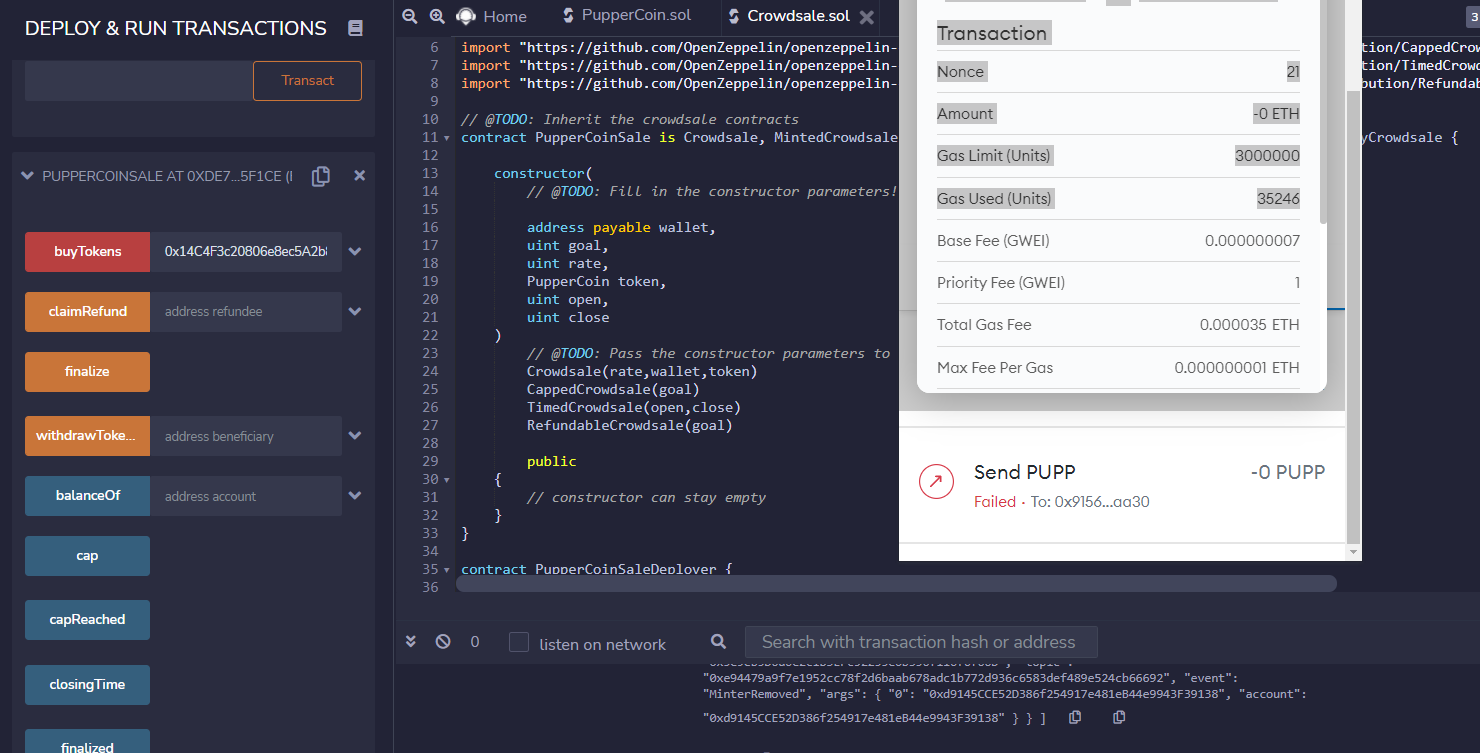 DEPLOY & RUN TRANSACTIONS
Transact
PUPPERCOINSALE AT 0XDE7...5F1CE (I
buyTokens 0x14C4F3c20806e8ec5A2b
claimRefund address refundee
finalize
withdrawToke... address beneficiary
balanceOf address account
cap
capReached
closingTime
finalized
Home PupperCoin.sol Crowdsale.sol
3
6 import "https://github.com/OpenZeppelin/openzeppelin- tion/CappedCrow
7 import "https://github.com/OpenZeppelin/openzeppelin- tion/TimedCrowd
8 import "https://github.com/OpenZeppelin/openzeppelin- bution/Refundab
9
10 // @TODO: Inherit the crowdsale contracts
11 contract PupperCoinSale is Crowdsale, MintedCrowdsale yCrowdsale {
12
13 constructor(
14 // @TODO: Fill in the constructor parameters!
15
16 address payable wallet,
17 uint goal,
18 uint rate,
19 PupperCoin token,
20 uint open,
21 uint close
22 )
23 // @TODO: Pass the constructor parameters to
24 Crowdsale(rate,wallet,token)
25 CappedCrowdsale(goal)
26 TimedCrowdsale(open,close)
27 RefundableCrowdsale(goal)
28
29 public
30 {
31 // constructor can stay empty
32 }
33 }
34
35 contract PupperCoinSaleDeployer {
36
Transaction
Nonce 21
Amount -0 ETH
Gas Limit (Units) 3000000
Gas Used (Units) 35246
Base Fee (GWEI) 0.000000007
Priority Fee (GWEI) 1
Total Gas Fee 0.000035 ETH
Max Fee Per Gas 0.000000001 ETH
Send PUPP -0 PUPP
Failed · To: 0x9156...aa30
0 listen on network Search with transaction hash or address
"0xe94479a9f7e1952cc78f2d6baab678adc1b772d936c6583def489e524cb66692", "event":
"MinterRemoved", "args": { "0": "0xd9145CCE52D386f254917e481eB44e9943F39138", "account":
"0xd9145CCE52D386f254917e481eB44e9943F39138" } } ]